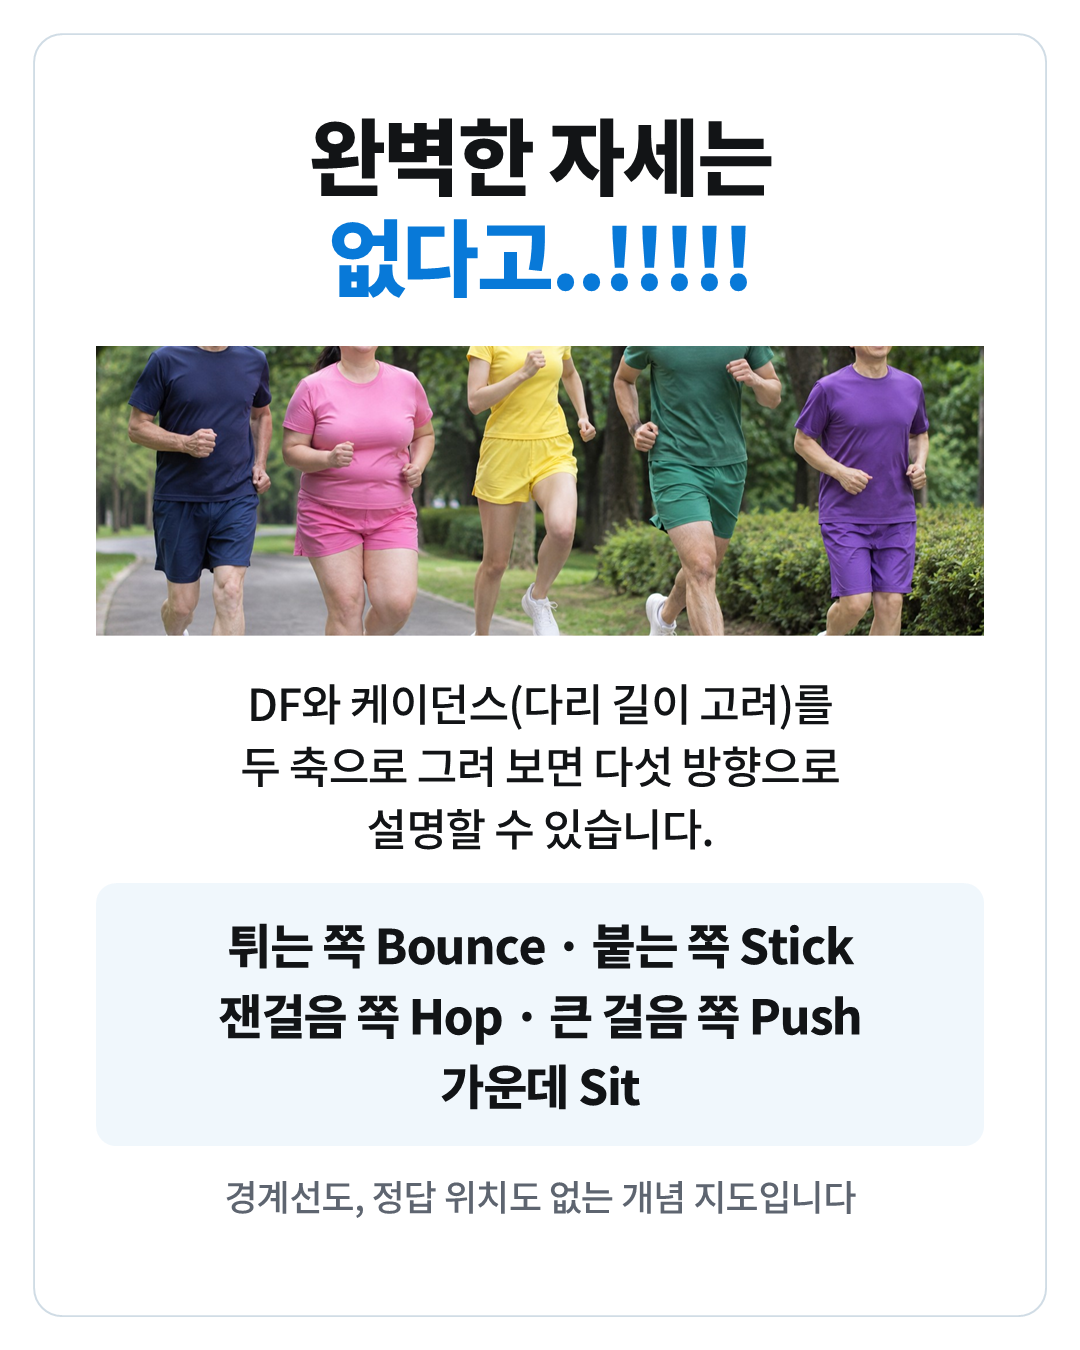 완벽한 자세는
없다고..!!!!!
DF와 케이던스(다리 길이 고려)를
두 축으로 그려 보면 다섯 방향으로
설명할 수 있습니다.
튀는 쪽 Bounce · 붙는 쪽 Stick
잰걸음 쪽 Hop · 큰 걸음 쪽 Push
가운데 Sit
경계선도, 정답 위치도 없는 개념 지도입니다